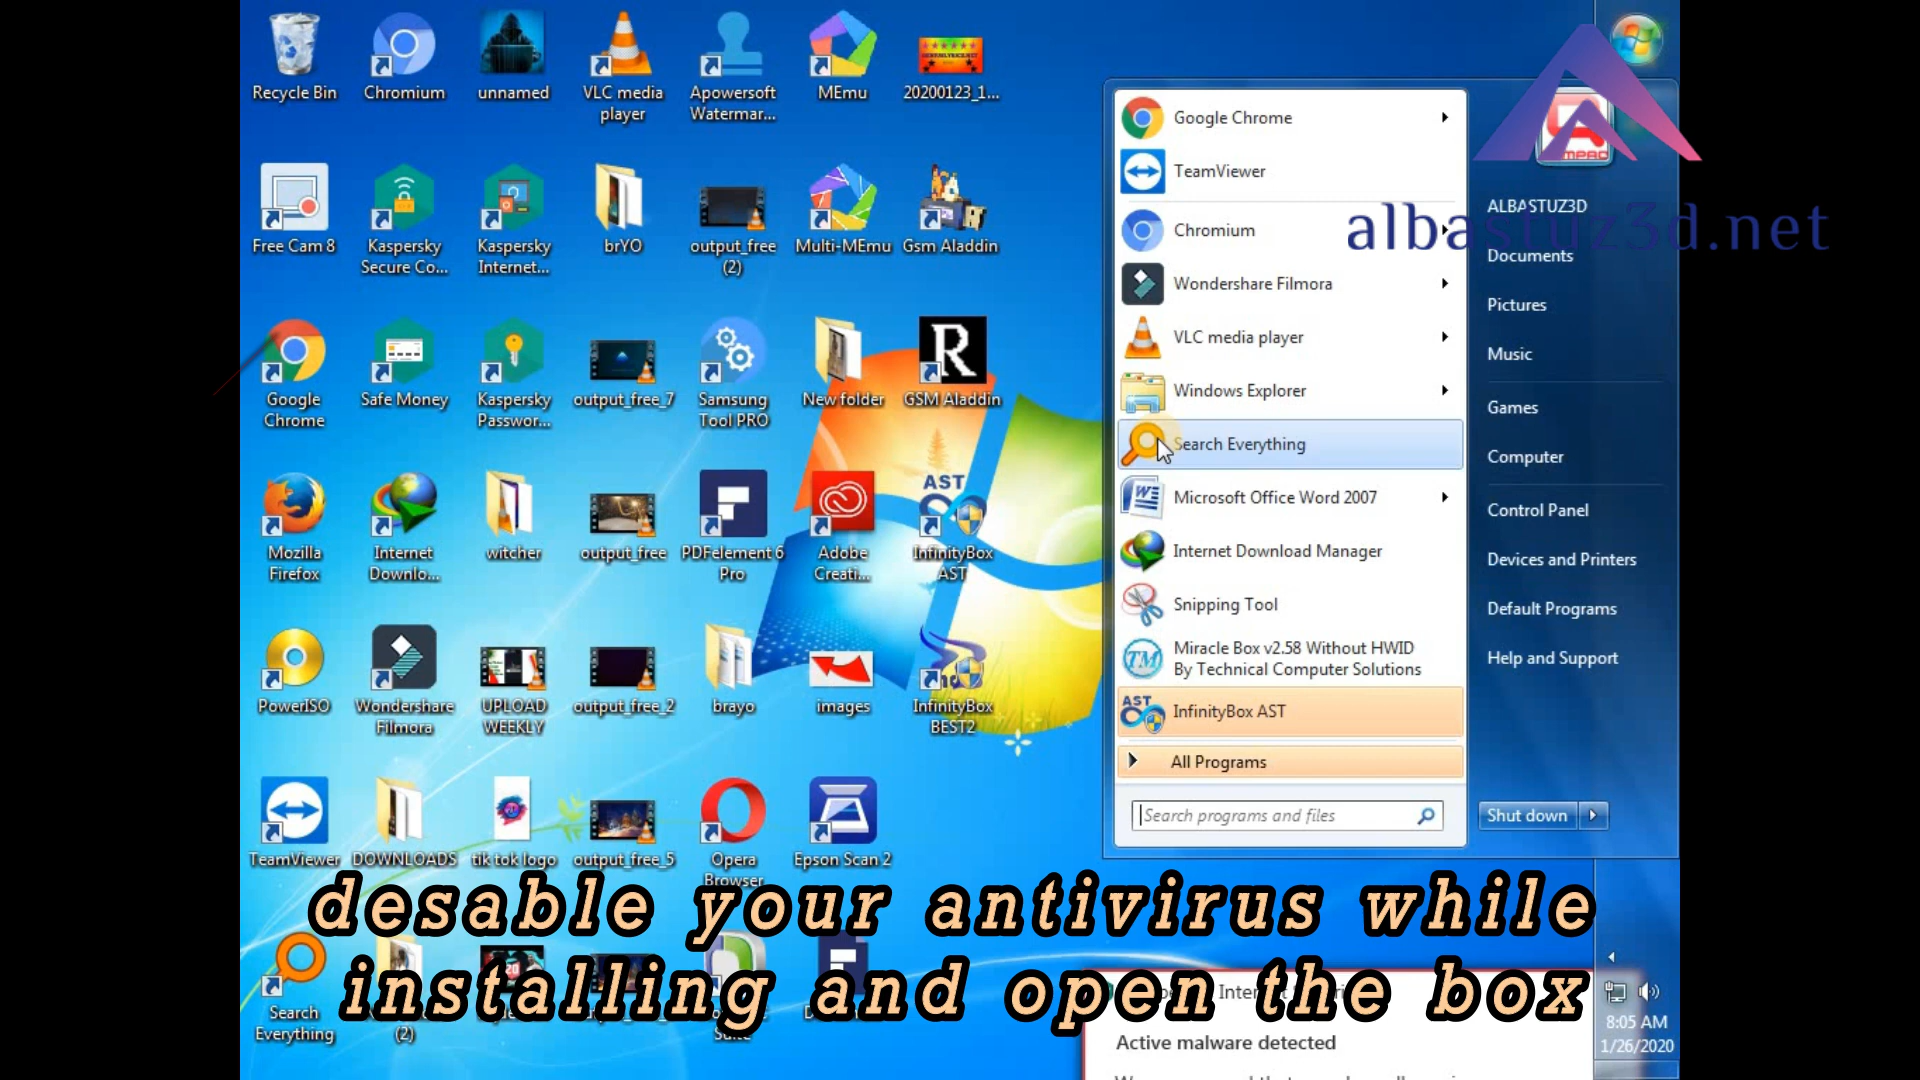 Recycle Bin
Chromium
unnamed
VLC media
player
Apowersoft
Watermar...
MEmu
20200123_1...
Free Cam 8
Kaspersky
Secure Co...
Kaspersky
Internet...
brYO
output_free
(2)
Multi-MEmu
Gsm Aladdin
Google
Chrome
Safe Money
Kaspersky
Passwor...
output_free_7
Samsung
Tool PRO
New folder
R
GSM Aladdin
Mozilla
Firefox
Internet
Downlo...
witcher
output_free
PDFelement 6
Pro
Adobe
Creati...
AST
InfinityBox
AST
PowerISO
Wondershare
Filmora
UPLOAD
WEEKLY
output_free_2
brayo
images
InfinityBox
BEST2
TeamViewer
DOWNLOADS
tik tok logo
output_free_5
Opera
Browser
Epson Scan 2
Search
Everything
(2)
Suite
Google Chrome
TeamViewer
Chromium
Wondershare Filmora
VLC media player
Windows Explorer
Search Everything
Microsoft Office Word 2007
Internet Download Manager
Snipping Tool
TM
Miracle Box v2.58 Without HWID
By Technical Computer Solutions
AST
InfinityBox AST
All Programs
Search programs and files
ALBASTUZ3D
albastuz3d.net
Documents
Pictures
Music
Games
Computer
Control Panel
Devices and Printers
Default Programs
Help and Support
Shut down
desable your antivirus while
installing and open the box
Active malware detected
8:05 AM
1/26/2020